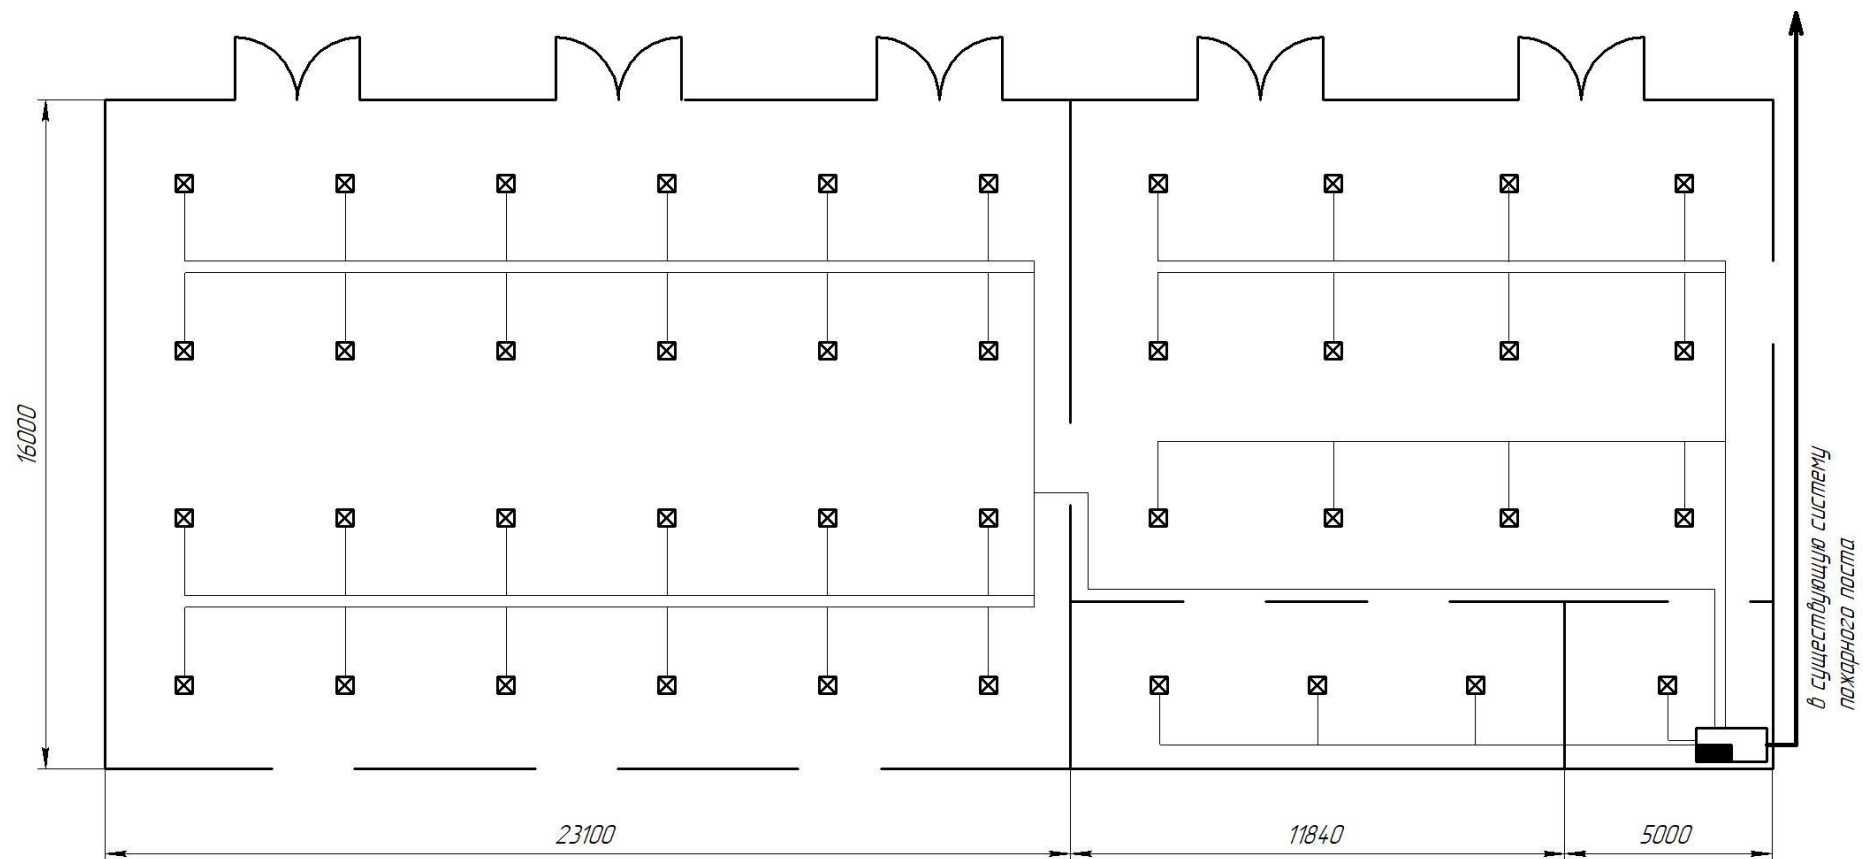 16000
в существующую систему
пожарного поста
23100
11840
5000